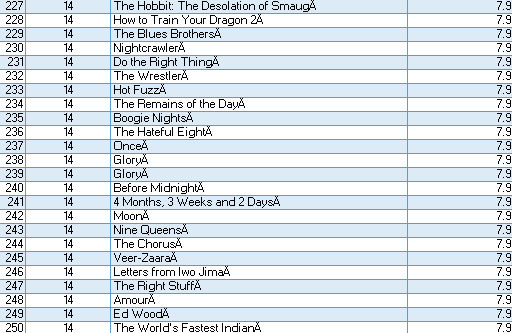 227 14 The Hobbit: The Desolation of SmaugÂ 7.9
228 14 How to Train Your Dragon 2Â 7.9
229 14 The Blues BrothersÂ 7.9
230 14 NightcrawlerÂ 7.9
231 14 Do the Right ThingÂ 7.9
232 14 The WrestlerÂ 7.9
233 14 Hot FuzzÂ 7.9
234 14 The Remains of the DayÂ 7.9
235 14 Boogie NightsÂ 7.9
236 14 The Hateful EightÂ 7.9
237 14 OnceÂ 7.9
238 14 GloryÂ 7.9
239 14 GloryÂ 7.9
240 14 Before MidnightÂ 7.9
241 14 4 Months, 3 Weeks and 2 DaysÂ 7.9
242 14 MoonÂ 7.9
243 14 Nine QueensÂ 7.9
244 14 The ChorusÂ 7.9
245 14 Veer-ZaaraÂ 7.9
246 14 Letters from Iwo JimaÂ 7.9
247 14 The Right StuffÂ 7.9
248 14 AmourÂ 7.9
249 14 Ed WoodÂ 7.9
250 14 The World's Fastest IndianÂ 7.9